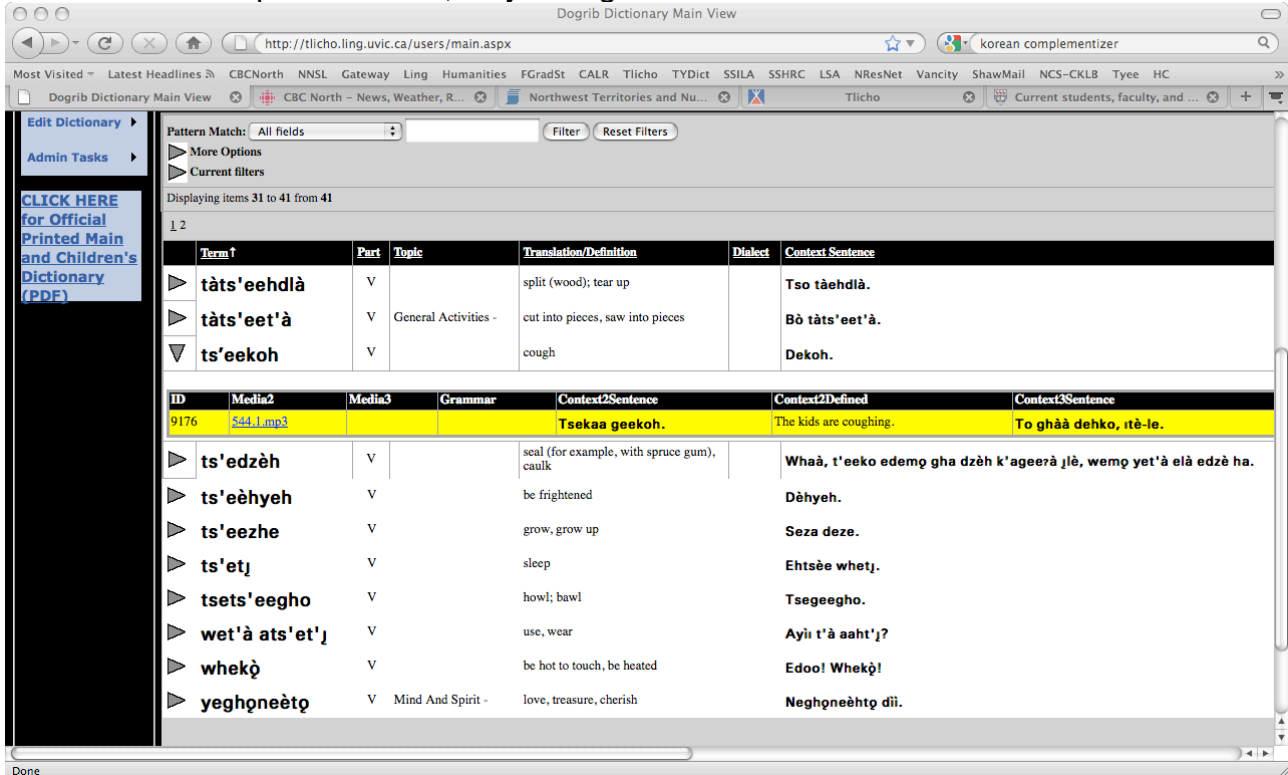 Dogrib Dictionary Main View
http://tlicho.ling.uvic.ca/users/main.aspx korean complementizer
Most Visited Latest Headlines CBCNorth NNSL Gateway Ling Humanities FGradSt CALR Tlicho TYDict SSILA SSHRC LSA NResNet Vancity ShawMail NCS-CKLB Tyee HC »
Dogrib Dictionary Main View CBC North – News, Weather, R... Northwest Territories and Nu... Tlicho Current students, faculty, and ... +
Edit Dictionary
Admin Tasks
CLICK HERE
for Official
Printed Main
and Children's
Dictionary
(PDF)
Pattern Match: All fields Filter Reset Filters
More Options
Current filters
Displaying items 31 to 41 from 41
1 2
Term↑ Part Topic Translation/Definition Dialect Context Sentence
tàts'eehdlà V split (wood); tear up Tso tàehdlà.
tàts'eet'à V General Activities - cut into pieces, saw into pieces Bò tàts'eet'à.
ts'eekoh V cough Dekoh.
ID Media2 Media3 Grammar Context2Sentence Context2Defined Context3Sentence
9176 544.1.mp3 Tsekaa geekoh. The kids are coughing. To ghàà dehko, ıtè-le.
ts'edzèh V seal (for example, with spruce gum), caulk Whaà, t'eeko edemǫ gha dzèh k'ageeɂà į̀lè, wemǫ yet'à elà edzè ha.
ts'eèhyeh V be frightened Dèhyeh.
ts'eezhe V grow, grow up Seza deze.
ts'etį V sleep Ehtsèe whetį.
tsets'eegho V howl; bawl Tsegeegho.
wet'à ats'et'į V use, wear Ayìı t'à aaht'į?
whekǫ̀ V be hot to touch, be heated Edoo! Whekǫ̀!
yeghǫneètǫ V Mind And Spirit - love, treasure, cherish Neghǫneèhtǫ dìì.
Done